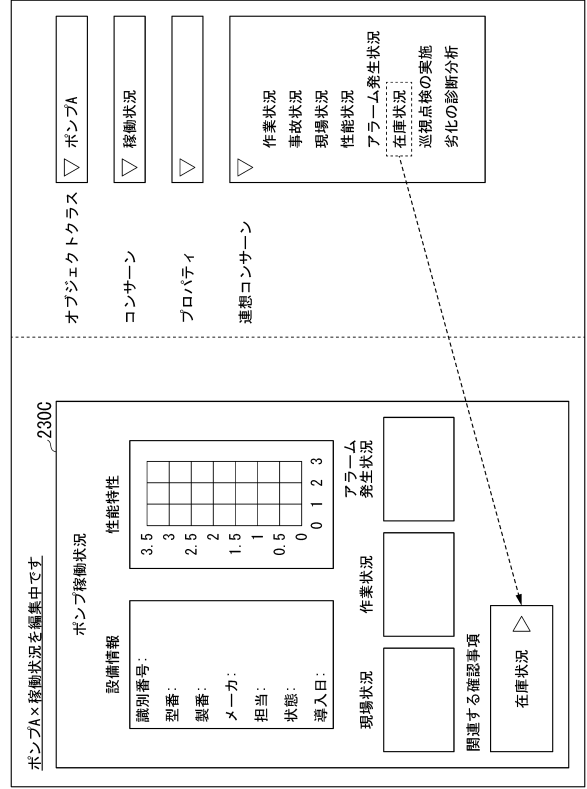 ポンプA×稼働状況を編集中です
230C
ポンプ稼働状況
設備情報
識別番号：
型番：
製番：
メーカ：
担当：
状態：
導入日：
性能特性
3.5
3
2.5
2
1.5
1
0.5
0
0 1 2 3
現場状況
作業状況
アラーム
発生状況
関連する確認事項
在庫状況 ▷
オブジェクトクラス
▽ ポンプA
コンサーン
▽ 稼働状況
プロパティ
▽
連想コンサーン
▽
作業状況
事故状況
現場状況
性能状況
アラーム発生状況
在庫状況
巡視点検の実施
劣化の診断分析